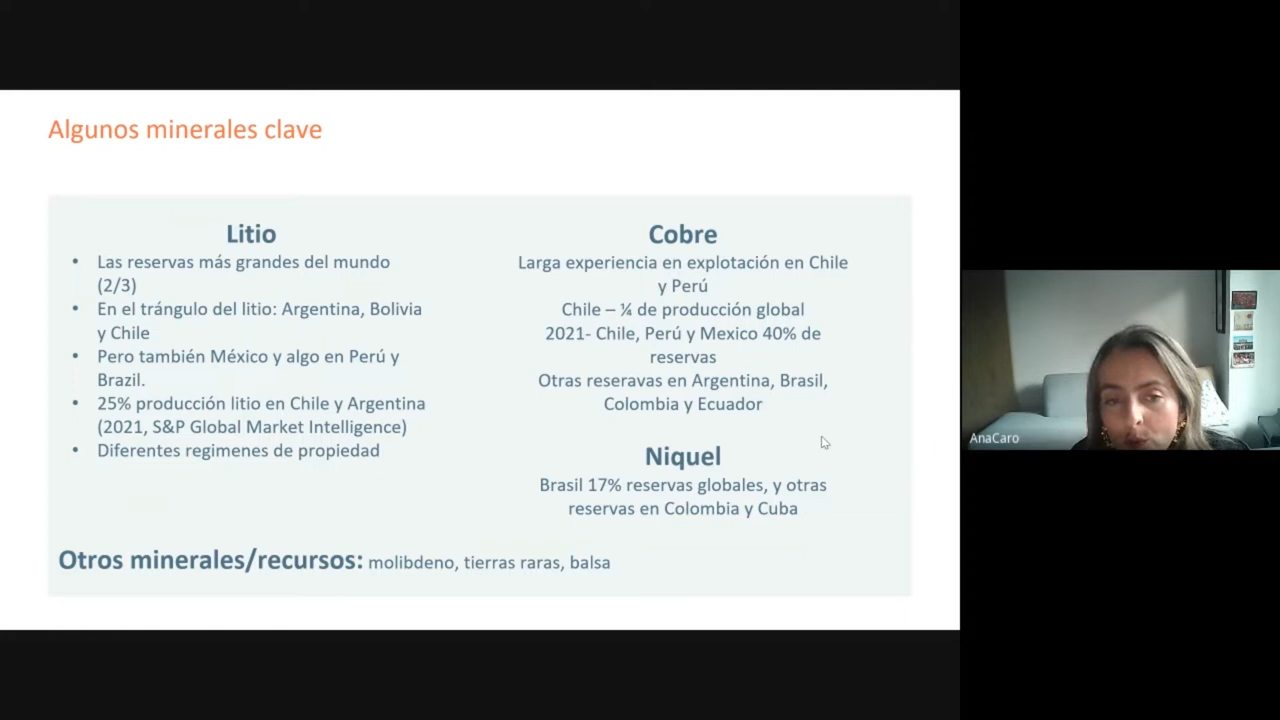 Algunos minerales clave
Litio
• Las reservas más grandes del mundo
(2/3)
• En el trángulo del litio: Argentina, Bolivia
y Chile
• Pero también México y algo en Perú y
Brazil.
• 25% producción litio en Chile y Argentina
(2021, S&P Global Market Intelligence)
• Diferentes regimenes de propiedad
Cobre
Larga experiencia en explotación en Chile
y Perú
Chile – ¼ de producción global
2021- Chile, Perú y Mexico 40% de
reservas
Otras reseravas en Argentina, Brasil,
Colombia y Ecuador
Niquel
Brasil 17% reservas globales, y otras
reservas en Colombia y Cuba
Otros minerales/recursos: molibdeno, tierras raras, balsa
AnaCaro